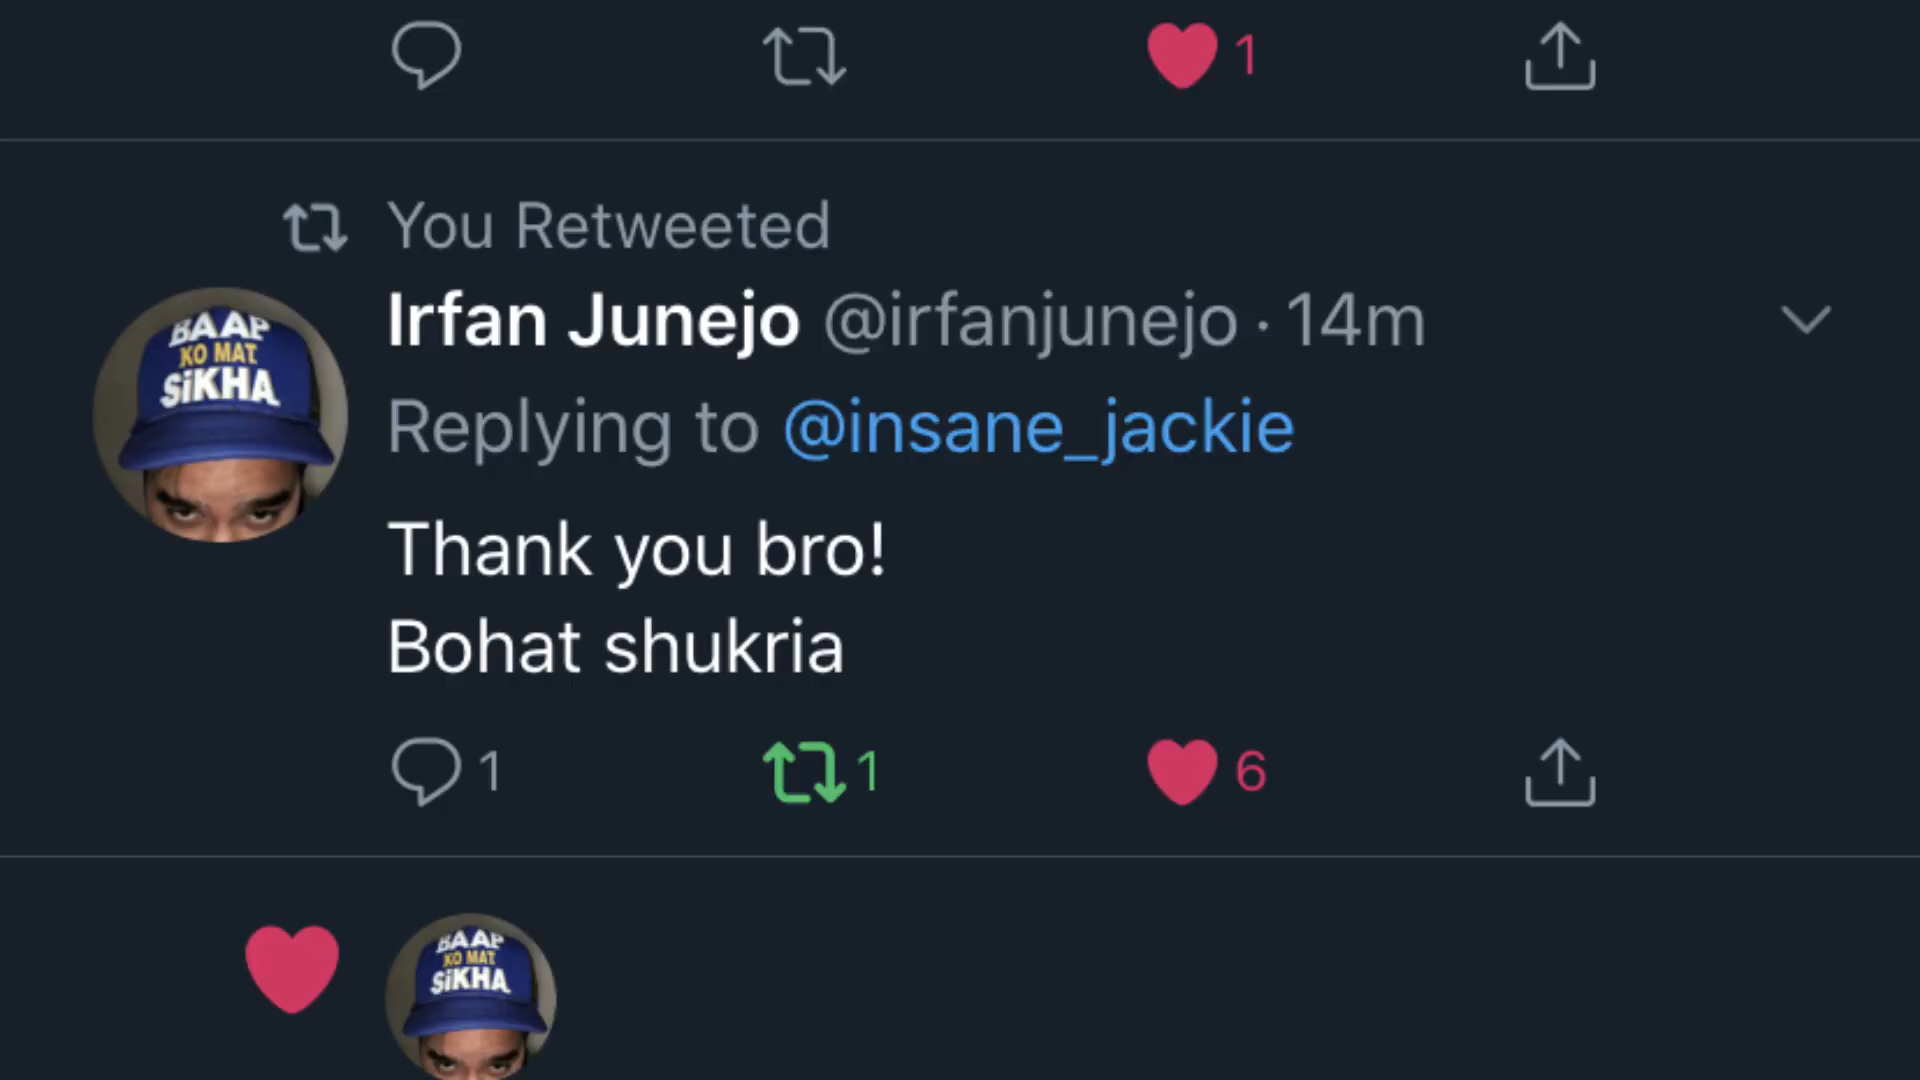 1
You Retweeted
Irfan Junejo @irfanjunejo · 14m
BAAP
KO MAT
SiKHA
Replying to @insane_jackie
Thank you bro!
Bohat shukria
1 1 6
BAAP
KO MAT
SiKHA